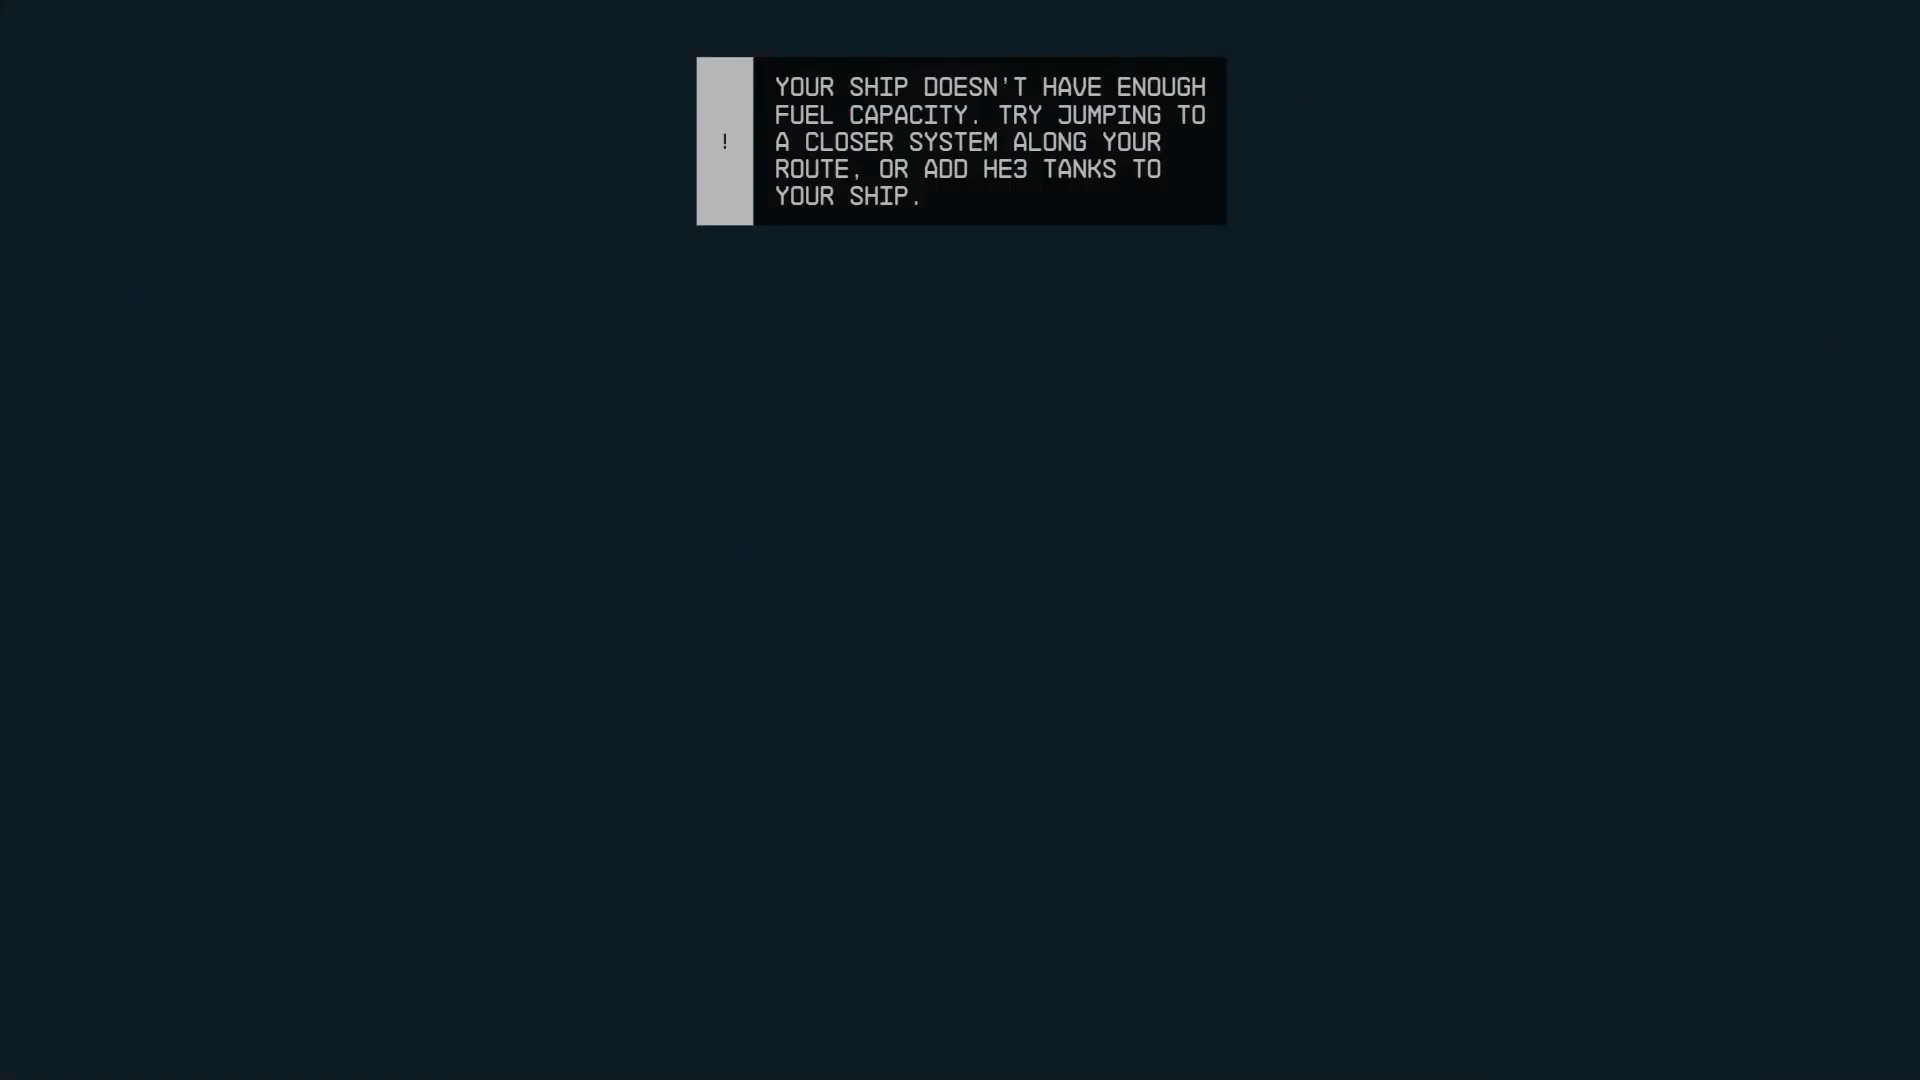 YOUR SHIP DOESN'T HAVE ENOUGH
FUEL CAPACITY. TRY JUMPING TO
! A CLOSER SYSTEM ALONG YOUR
ROUTE, OR ADD HE3 TANKS TO
YOUR SHIP.